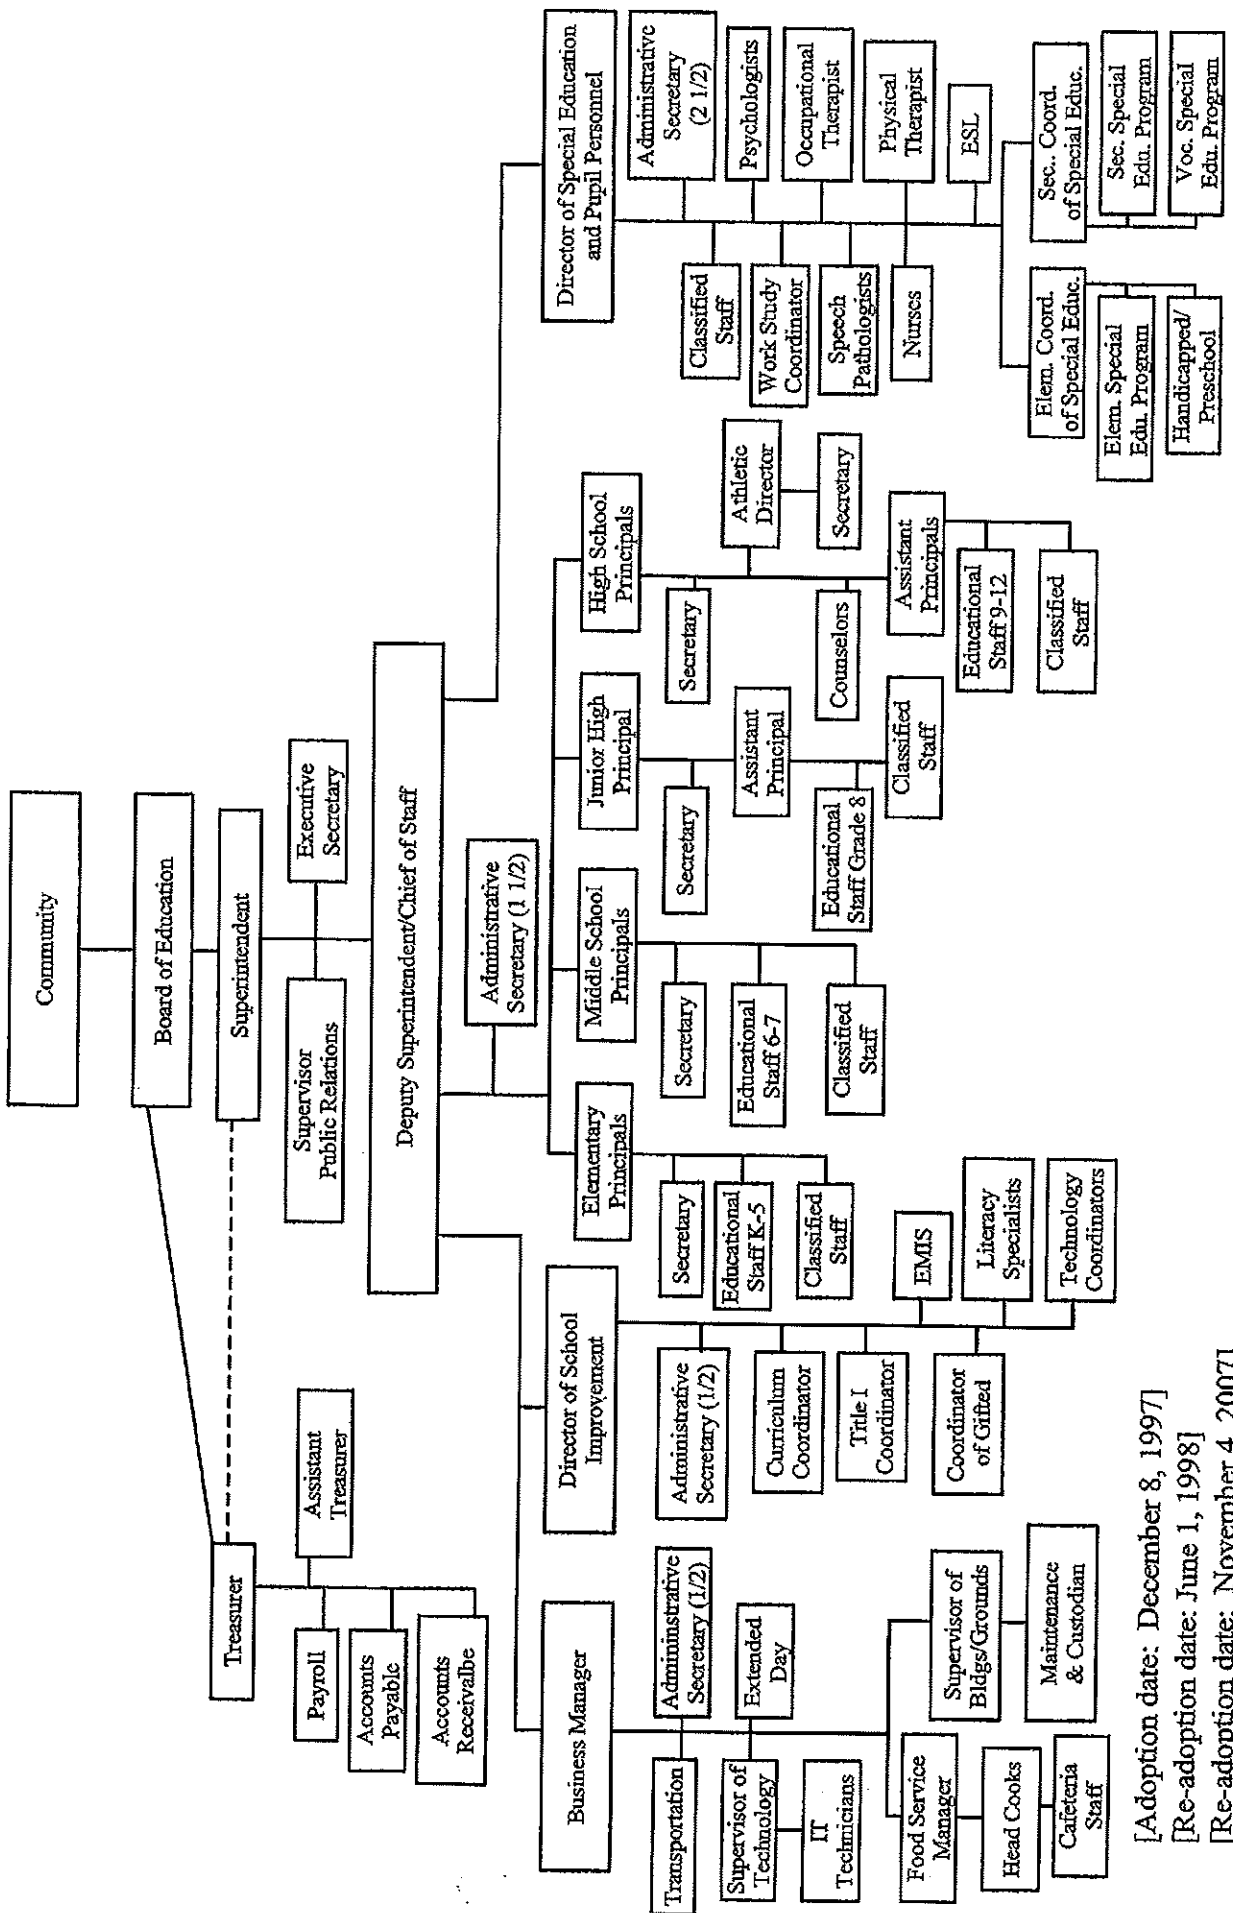 Community
Board of Education
Treasurer
Superintendent
Payroll
Assistant
Treasurer
Accounts
Payable
Accounts
Receivalbe
Supervisor
Public Relations
Executive
Secretary
Deputy Superintendent/Chief of Staff
Administrative
Secretary (1 1/2)
Business Manager
Director of School
Improvement
Director of Special Education
and Pupil Personnel
Elementary
Principals
Middle School
Principals
Junior High
Principal
High School
Principals
Transportation
Admininstrative
Secretary (1/2)
Supervisor of
Technology
Extended
Day
IT
Technicians
Food Service
Manager
Supervisor of
Bldgs/Grounds
Head Cooks
Maintenance
& Custodian
Cafeteria
Staff
Administrative
Secretary (1/2)
Curriculum
Coordinator
Title I
Coordinator
EMIS
Coordinator
of Gifted
Literacy
Specialists
Technology
Coordinators
Secretary
Educational
Staff K-5
Classified
Staff
Secretary
Educational
Staff 6-7
Classified
Staff
Secretary
Assistant
Principal
Educational
Staff Grade 8
Classified
Staff
Secretary
Athletic
Director
Secretary
Counselors
Assistant
Principals
Educational
Staff 9-12
Classified
Staff
Administrative
Secretary
(2 1/2)
Classified
Staff
Psychologists
Work Study
Coordinator
Occupational
Therapist
Speech
Pathologists
Physical
Therapist
Nurses
ESL
Elem. Coord.
of Special Educ.
Sec.. Coord.
of Special Educ.
Elem. Special
Edu. Program
Handicapped/
Preschool
Sec. Special
Edu. Program
Voc. Special
Edu. Program
[Adoption date: December 8, 1997]
[Re-adoption date: June 1, 1998]
[Re-adoption date: November 4, 2007]